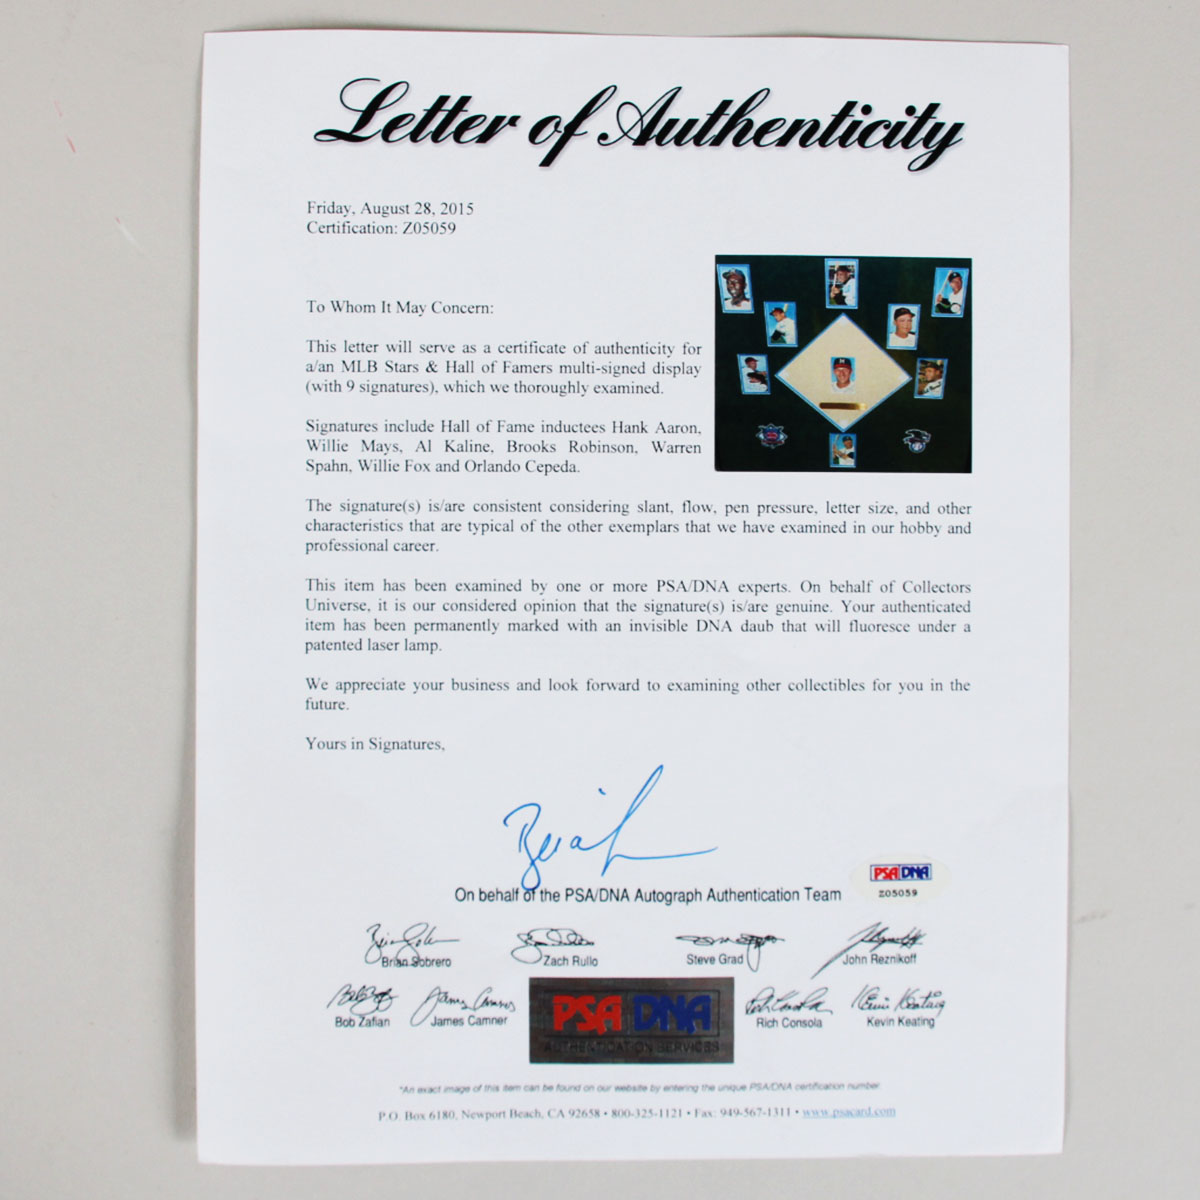 Letter of Authenticity
Friday, August 28, 2015
Certification: Z05059
To Whom It May Concern:
This letter will serve as a certificate of authenticity for
a/an MLB Stars & Hall of Famers multi-signed display
(with 9 signatures), which we thoroughly examined.
Signatures include Hall of Fame inductees Hank Aaron,
Willie Mays, Al Kaline, Brooks Robinson, Warren
Spahn, Willie Fox and Orlando Cepeda.
The signature(s) is/are consistent considering slant, flow, pen pressure, letter size, and other
characteristics that are typical of the other exemplars that we have examined in our hobby and
professional career.
This item has been examined by one or more PSA/DNA experts. On behalf of Collectors
Universe, it is our considered opinion that the signature(s) is/are genuine. Your authenticated
item has been permanently marked with an invisible DNA daub that will fluoresce under a
patented laser lamp.
We appreciate your business and look forward to examining other collectibles for you in the
future.
Yours in Signatures,
On behalf of the PSA/DNA Autograph Authentication Team
PSA DNA
Z05059
Brian Sobrero
Zach Rullo
Steve Grad
John Reznikoff
Bob Zafian
James Camner
PSA DNA
AUTHENTICATION SERVICES
Rich Consola
Kevin Keating
*An exact image of this item can be found on our website by entering the unique PSA/DNA certification number.
P.O. Box 6180, Newport Beach, CA 92658 • 800-325-1121 • Fax: 949-567-1311 • www.psacard.com